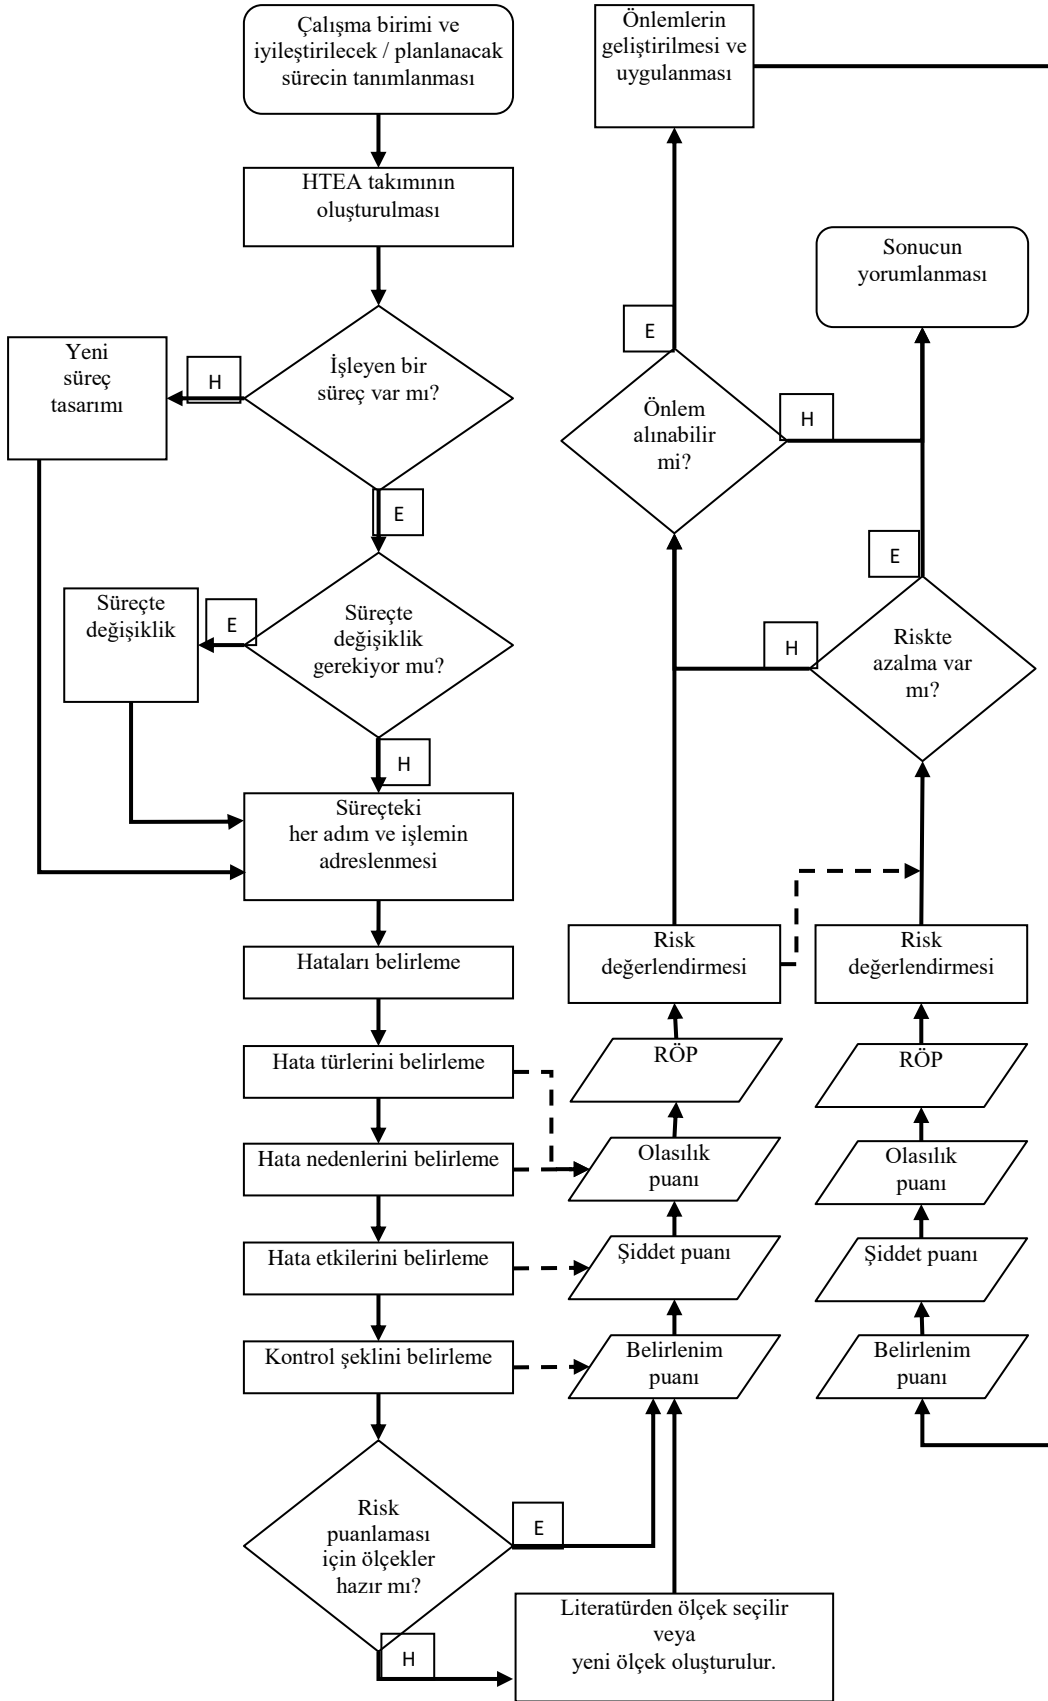 Çalışma birimi ve
iyileştirilecek / planlanacak
sürecin tanımlanması
HTEA takımının
oluşturulması
İşleyen bir
süreç var mı?
H
Yeni
süreç
tasarımı
E
Süreçte
değişiklik
gerekiyor mu?
E
Süreçte
değişiklik
H
Süreçteki
her adım ve işlemin
adreslenmesi
Hataları belirleme
Hata türlerini belirleme
Hata nedenlerini belirleme
Hata etkilerini belirleme
Kontrol şeklini belirleme
Risk
puanlaması
için ölçekler
hazır mı?
E
H
Literatürden ölçek seçilir
veya
yeni ölçek oluşturulur.
Belirlenim
puanı
Şiddet puanı
Olasılık
puanı
RÖP
Risk
değerlendirmesi
Önlem
alınabilir
mi?
E
H
Önlemlerin
geliştirilmesi ve
uygulanması
Belirlenim
puanı
Şiddet puanı
Olasılık
puanı
RÖP
Risk
değerlendirmesi
Riskte
azalma var
mı?
H
E
Sonucun
yorumlanması